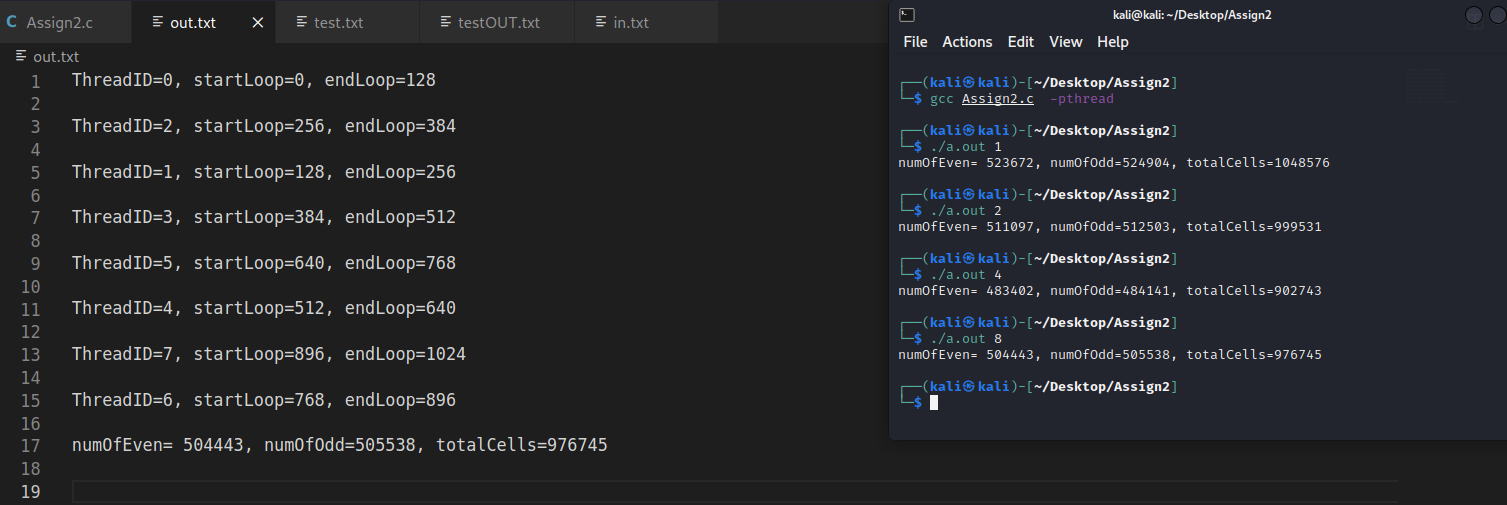 C Assign2.c out.txt × test.txt testOUT.txt in.txt
out.txt
1 ThreadID=0, startLoop=0, endLoop=128
2
3 ThreadID=2, startLoop=256, endLoop=384
4
5 ThreadID=1, startLoop=128, endLoop=256
6
7 ThreadID=3, startLoop=384, endLoop=512
8
9 ThreadID=5, startLoop=640, endLoop=768
10
11 ThreadID=4, startLoop=512, endLoop=640
12
13 ThreadID=7, startLoop=896, endLoop=1024
14
15 ThreadID=6, startLoop=768, endLoop=896
16
17 numOfEven= 504443, numOfOdd=505538, totalCells=976745
18
19
kali@kali: ~/Desktop/Assign2
File Actions Edit View Help
┌──(kali㉿kali)-[~/Desktop/Assign2]
└─$ gcc Assign2.c -pthread
┌──(kali㉿kali)-[~/Desktop/Assign2]
└─$ ./a.out 1
numOfEven= 523672, numOfOdd=524904, totalCells=1048576
┌──(kali㉿kali)-[~/Desktop/Assign2]
└─$ ./a.out 2
numOfEven= 511097, numOfOdd=512503, totalCells=999531
┌──(kali㉿kali)-[~/Desktop/Assign2]
└─$ ./a.out 4
numOfEven= 483402, numOfOdd=484141, totalCells=902743
┌──(kali㉿kali)-[~/Desktop/Assign2]
└─$ ./a.out 8
numOfEven= 504443, numOfOdd=505538, totalCells=976745
┌──(kali㉿kali)-[~/Desktop/Assign2]
└─$